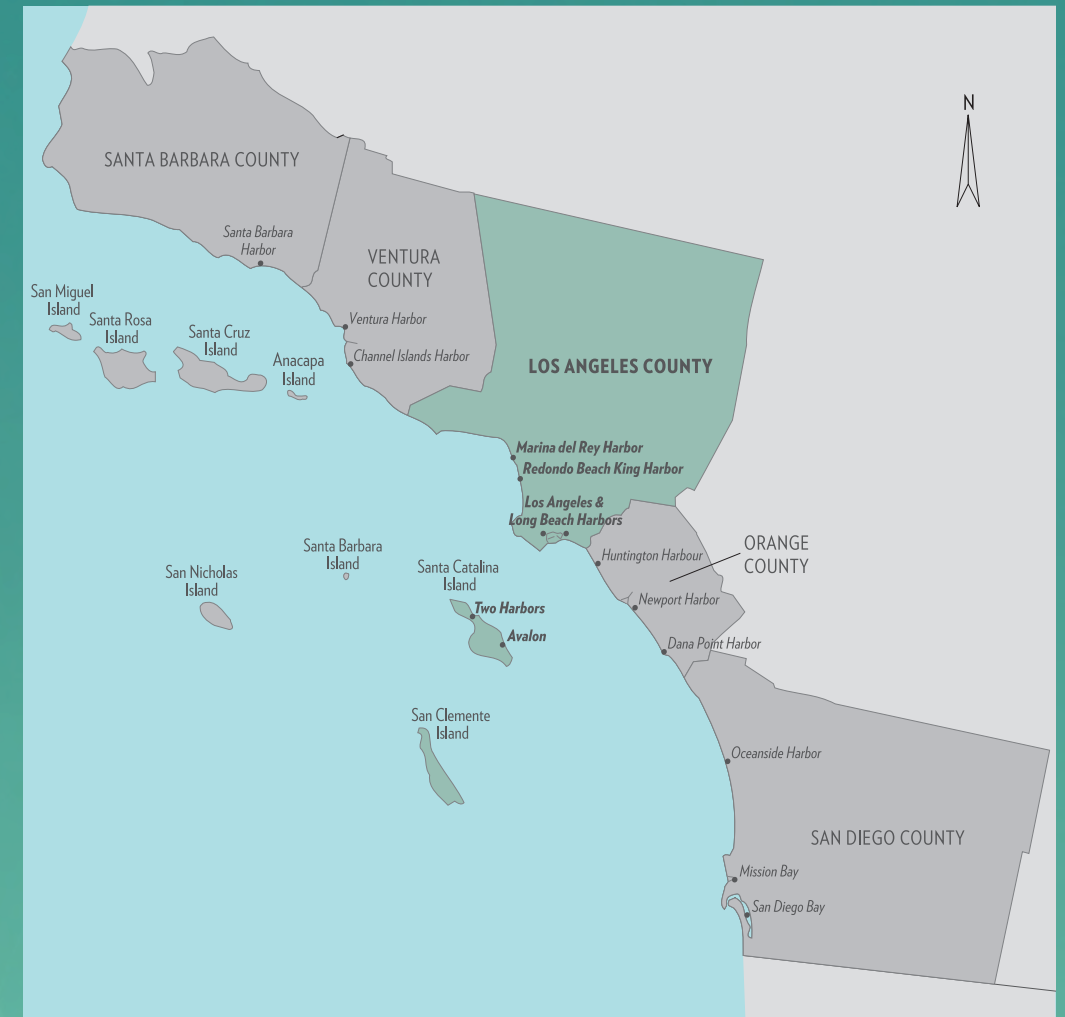 N
SANTA BARBARA COUNTY
Santa Barbara
Harbor
VENTURA
COUNTY
San Miguel
Island
Santa Rosa
Island
Santa Cruz
Island
Anacapa
Island
Ventura Harbor
Channel Islands Harbor
LOS ANGELES COUNTY
Marina del Rey Harbor
Redondo Beach King Harbor
Los Angeles &
Long Beach Harbors
Huntington Harbour
ORANGE
COUNTY
Santa Barbara
Island
San Nicholas
Island
Santa Catalina
Island
Two Harbors
Avalon
Newport Harbor
Dana Point Harbor
San Clemente
Island
Oceanside Harbor
SAN DIEGO COUNTY
Mission Bay
San Diego Bay